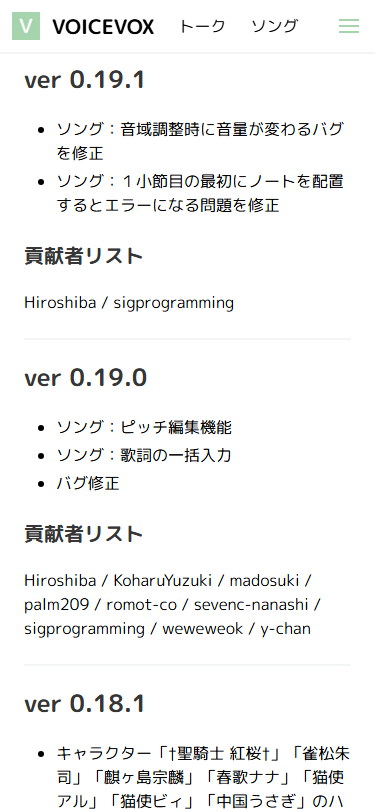 V VOICEVOX トーク ソング
ver 0.19.1
ソング：音域調整時に音量が変わるバグ
を修正
ソング：１小節目の最初にノートを配置
するとエラーになる問題を修正
貢献者リスト
Hiroshiba / sigprogramming
ver 0.19.0
ソング：ピッチ編集機能
ソング：歌詞の一括入力
バグ修正
貢献者リスト
Hiroshiba / KoharuYuzuki / madosuki /
palm209 / romot-co / sevenc-nanashi /
sigprogramming / weweweok / y-chan
ver 0.18.1
キャラクター「†聖騎士 紅桜†」「雀松朱
司」「麒ヶ島宗麟」「春歌ナナ」「猫使
アル」「猫使ビィ」「中国うさぎ」のハ